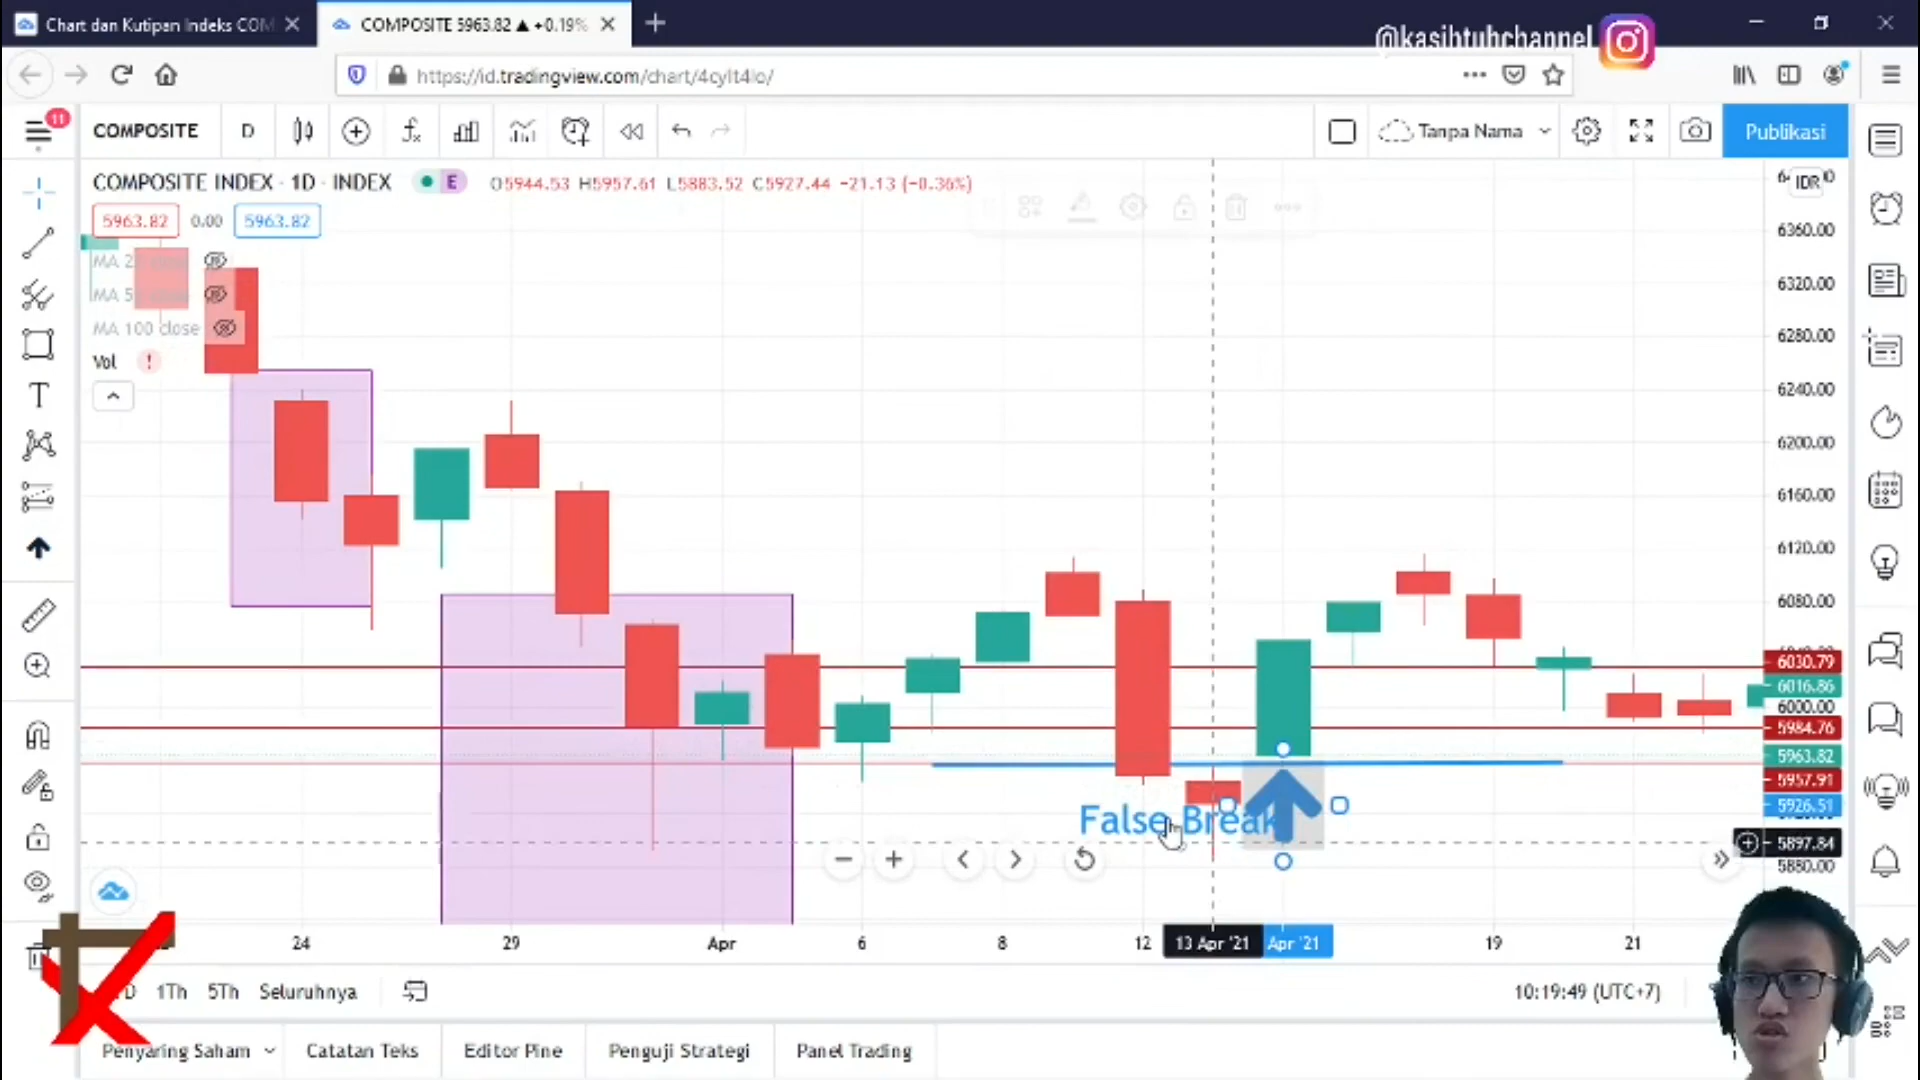 Chart dan Kutipan Indeks COM
COMPOSITE 5963.82 ▲ +0.19%
@kasihtuhchannel
https://id.tradingview.com/chart/4cylt4lo/
11
COMPOSITE D
Tanpa Nama
Publikasi
COMPOSITE INDEX · 1D · INDEX E O5944.53 H5957.61 L5883.52 C5927.44 −21.13 (−0.36%)
IDR
5963.82 0.00 5963.82
MA 100 close
Vol !
6360.00
6320.00
6280.00
6240.00
6200.00
6160.00
6120.00
6080.00
6030.79
6016.86
6000.00
5984.76
5963.82
5957.91
5926.51
5897.84
5880.00
False Break
24 29 Apr 6 8 12 13 Apr '21 Apr '21 19 21
1Th 5Th Seluruhnya
10:19:49 (UTC+7)
Penyaring Saham Catatan Teks Editor Pine Penguji Strategi Panel Trading